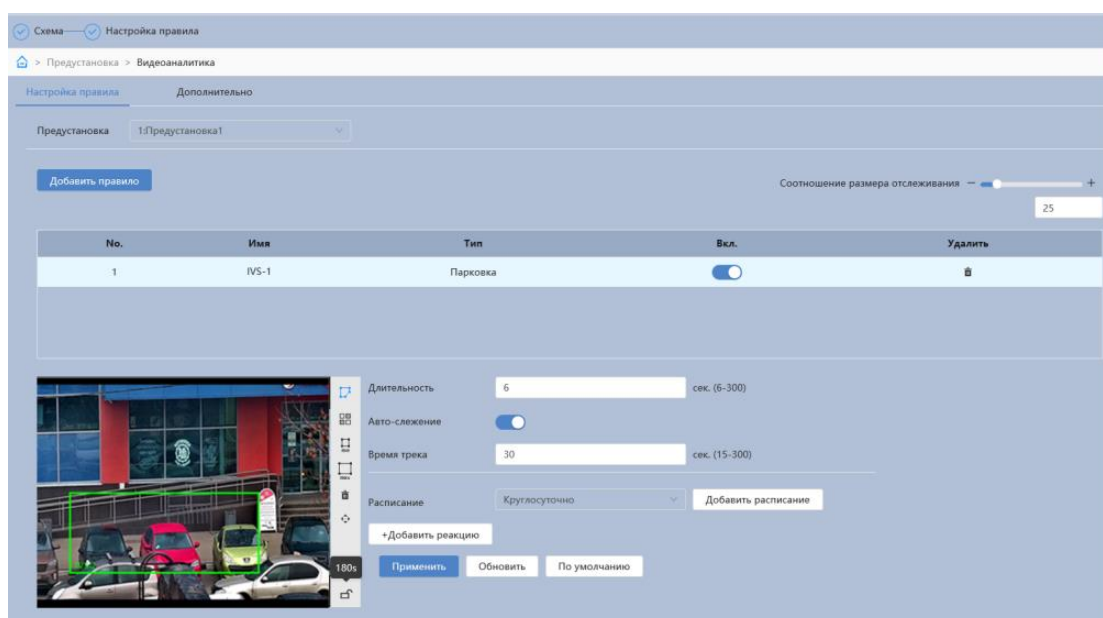 Схема Настройка правила
> Предустановка > Видеоаналитика
Настройка правила Дополнительно
Предустановка 1:Предустановка1
Добавить правило Соотношение размера отслеживания − +
25
No. Имя Тип Вкл. Удалить
1 IVS-1 Парковка
Длительность 6 сек. (6-300)
Авто-слежение
Время трека 30 сек. (15-300)
Расписание Круглосуточно Добавить расписание
+Добавить реакцию
180s Применить Обновить По умолчанию